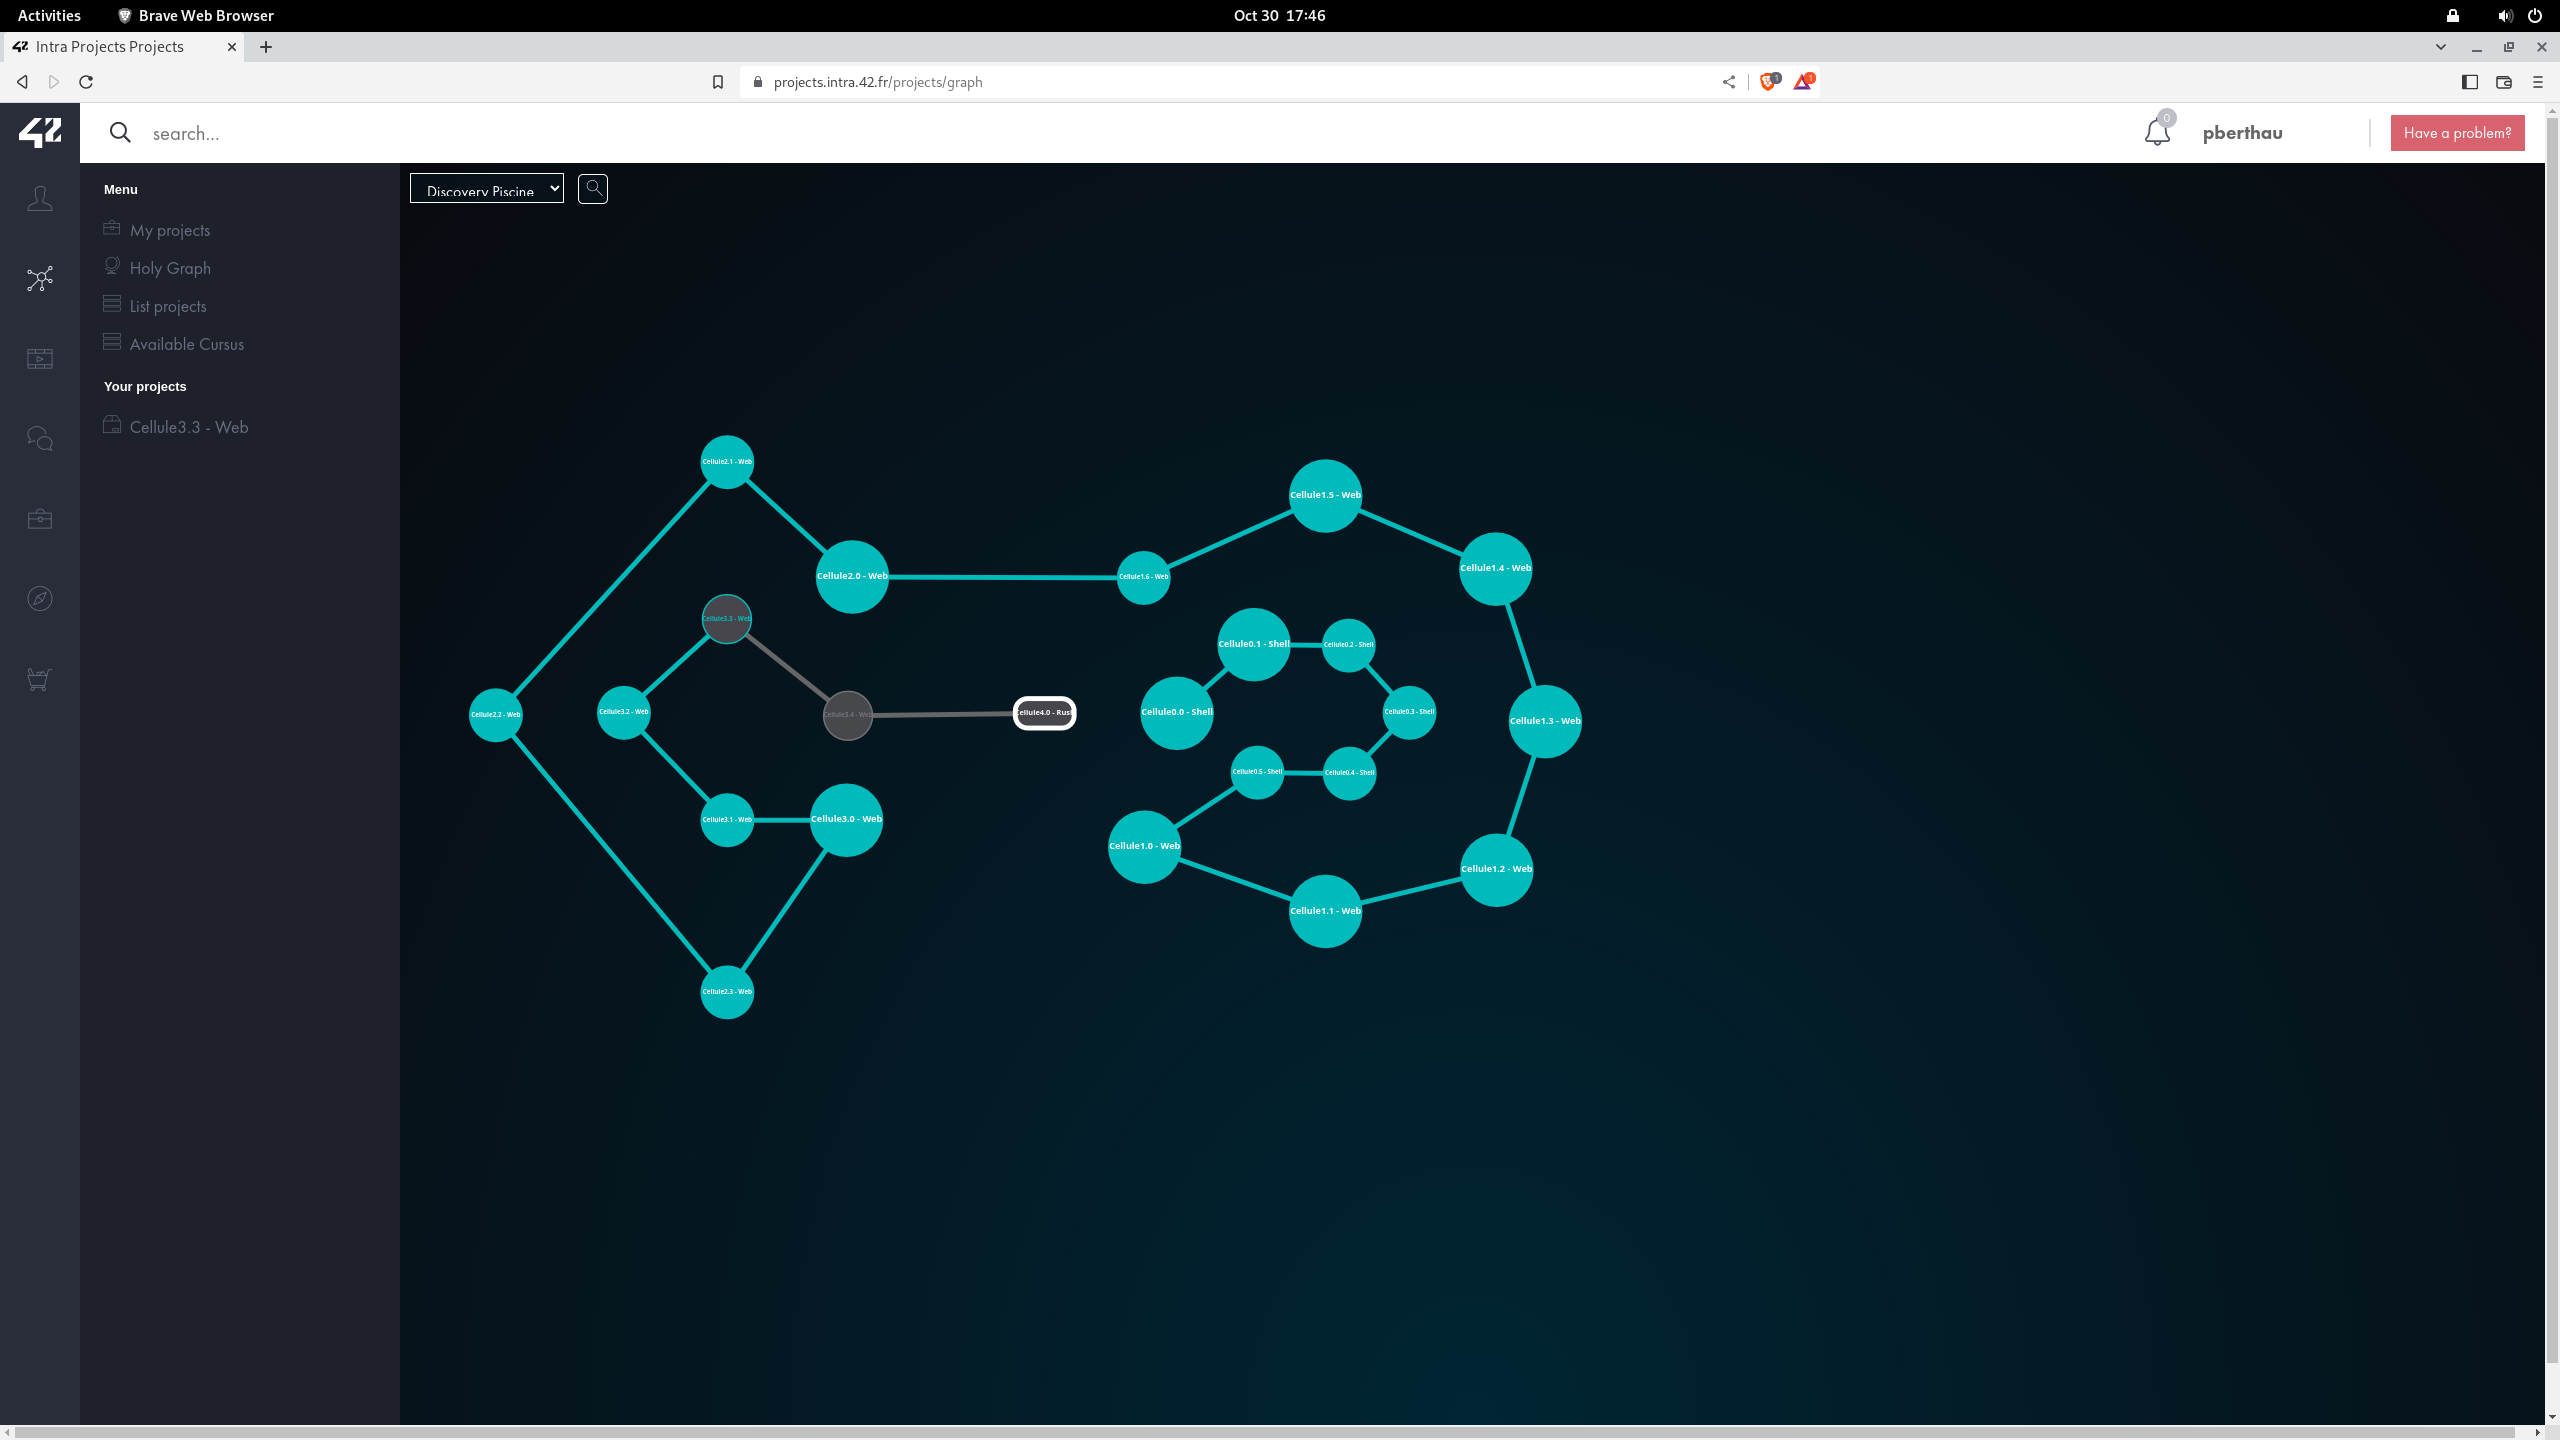 Activities
Brave Web Browser
Oct 30 17:46
Intra Projects Projects
projects.intra.42.fr/projects/graph
1
1
42
search...
0
pberthau
Have a problem?
Menu
My projects
Holy Graph
List projects
Available Cursus
Your projects
Cellule3.3 - Web
Discovery Piscine
Cellule2.1 - Web
Cellule1.5 - Web
Cellule2.0 - Web
Cellule1.6 - Web
Cellule1.4 - Web
Cellule3.3 - Web
Cellule0.1 - Shell
Cellule0.2 - Shell
Cellule2.2 - Web
Cellule3.2 - Web
Cellule3.4 - Web
Cellule4.0 - Rush
Cellule0.0 - Shell
Cellule0.3 - Shell
Cellule1.3 - Web
Cellule0.5 - Shell
Cellule0.4 - Shell
Cellule3.1 - Web
Cellule3.0 - Web
Cellule1.0 - Web
Cellule1.2 - Web
Cellule1.1 - Web
Cellule2.3 - Web